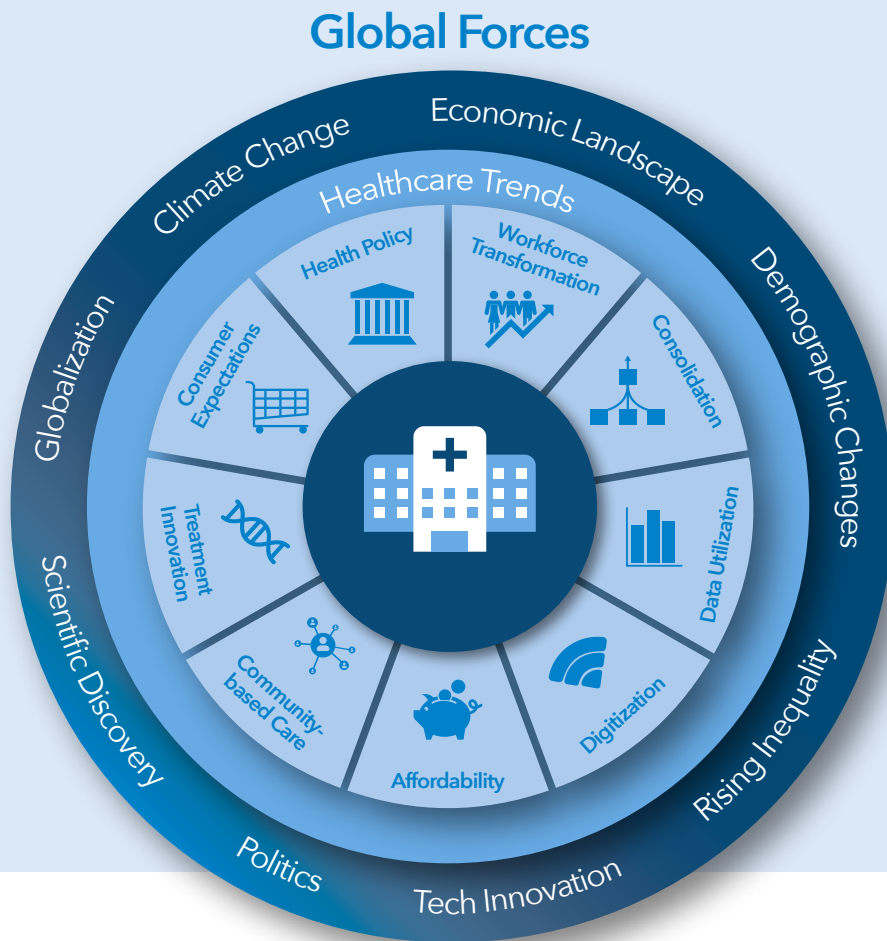 Global Forces
Climate Change
Economic Landscape
Demographic Changes
Rising Inequality
Tech Innovation
Politics
Scientific Discovery
Globalization
Healthcare Trends
Health Policy
Workforce
Transformation
Consolidation
Data Utilization
Digitization
Affordability
Community-
based Care
Treatment
Innovation
Consumer
Expectations